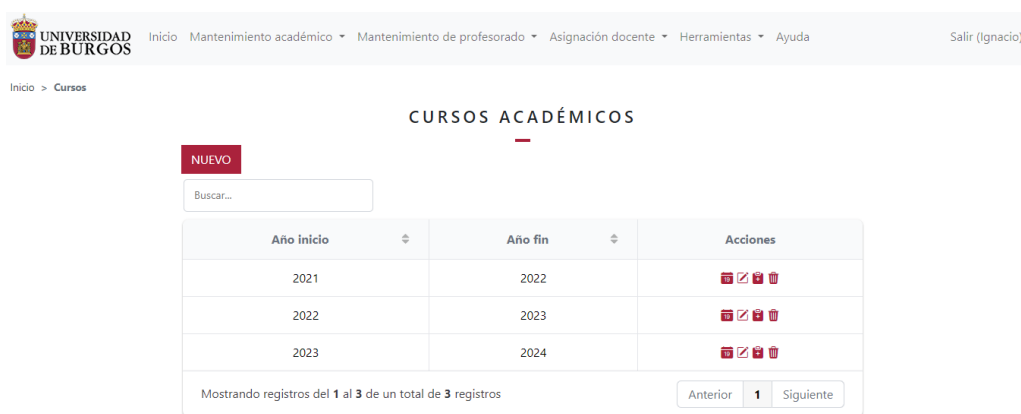 UNIVERSIDAD
DE BURGOS
Inicio Mantenimiento académico Mantenimiento de profesorado Asignación docente Herramientas Ayuda Salir (Ignacio)
Inicio > Cursos
CURSOS ACADÉMICOS
NUEVO
Buscar...
Año inicio Año fin Acciones
2021 2022
2022 2023
2023 2024
Mostrando registros del 1 al 3 de un total de 3 registros Anterior 1 Siguiente